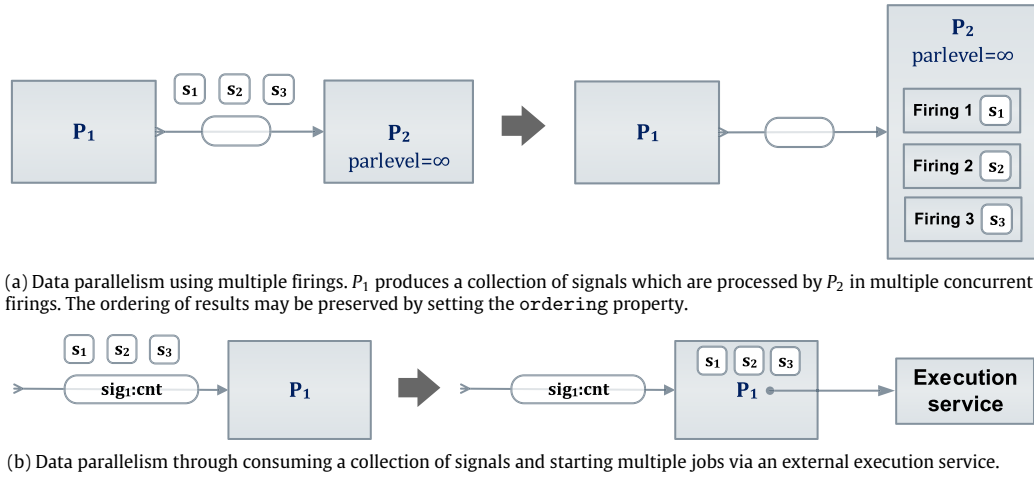 s₁ s₂ s₃
P₁
P₂
parlevel=∞
P₁
P₂
parlevel=∞
Firing 1 s₁
Firing 2 s₂
Firing 3 s₃
(a) Data parallelism using multiple firings. P₁ produces a collection of signals which are processed by P₂ in multiple concurrent
firings. The ordering of results may be preserved by setting the ordering property.
s₁ s₂ s₃
sig₁:cnt
P₁
sig₁:cnt
s₁ s₂ s₃
P₁
Execution
service
(b) Data parallelism through consuming a collection of signals and starting multiple jobs via an external execution service.